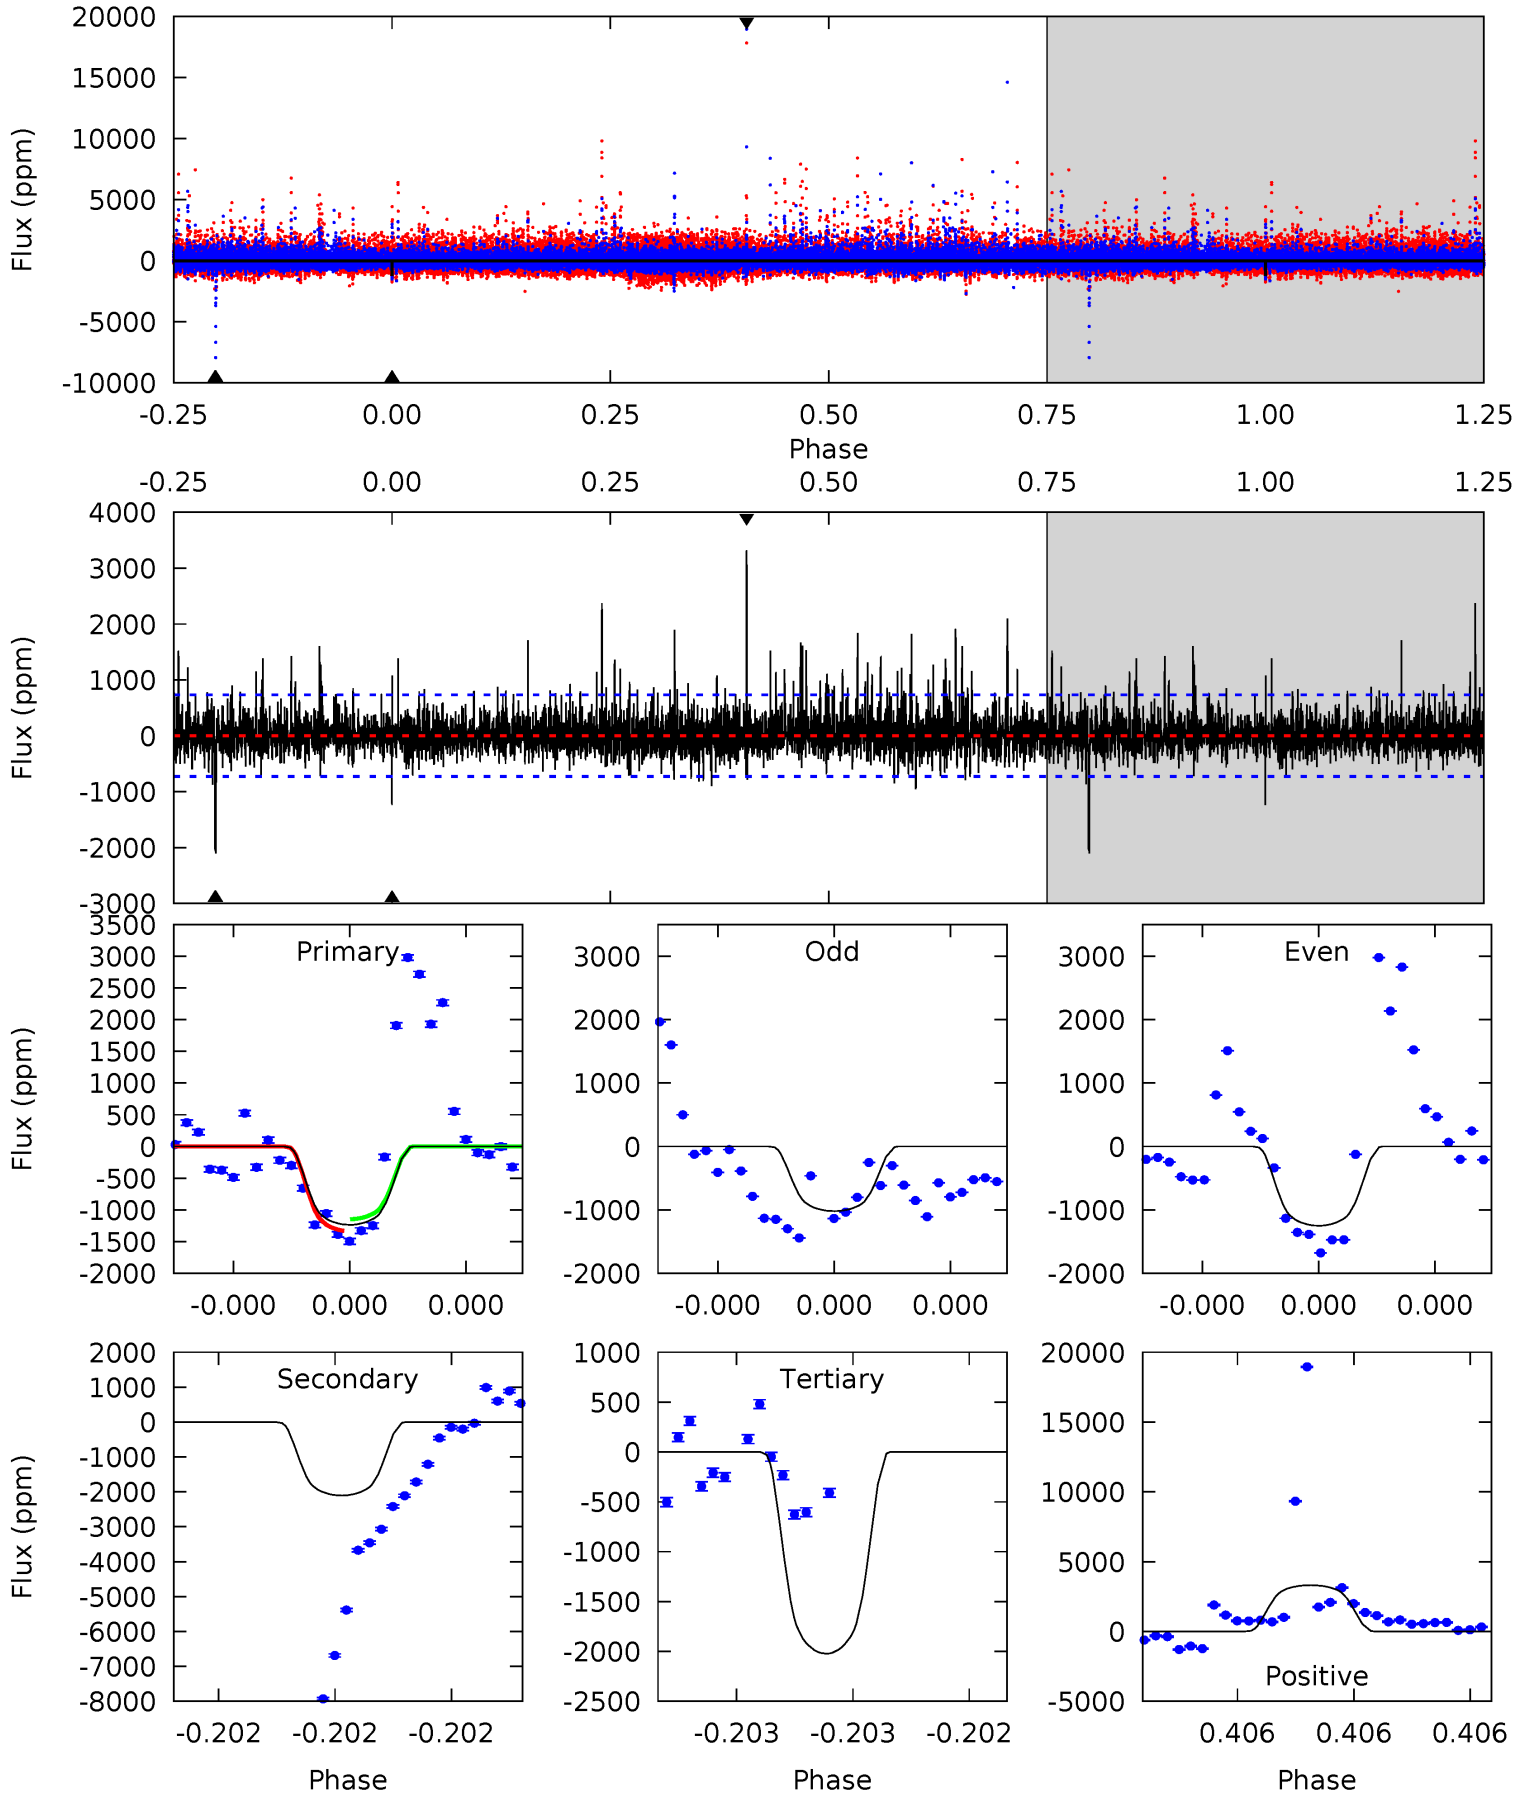 20000
15000
10000
5000
0
-5000
-10000
Flux (ppm)
-0.25 0.00 0.25 0.50 0.75 1.00 1.25
Phase
-0.25 0.00 0.25 0.50 0.75 1.00 1.25
4000
3000
2000
1000
0
-1000
-2000
-3000
Flux (ppm)
Primary
3500
3000
2500
2000
1500
1000
500
0
-500
-1000
-1500
-2000
Flux (ppm)
-0.000 0.000 0.000
Odd
3000
2000
1000
0
-1000
-2000
-0.000 0.000 0.000
Even
3000
2000
1000
0
-1000
-2000
-0.000 0.000 0.000
Secondary
2000
1000
0
-1000
-2000
-3000
-4000
-5000
-6000
-7000
-8000
Flux (ppm)
-0.202 -0.202 -0.202
Phase
Tertiary
1000
500
0
-500
-1000
-1500
-2000
-2500
-0.203 -0.203 -0.202
Phase
Positive
20000
15000
10000
5000
0
-5000
0.406 0.406 0.406
Phase